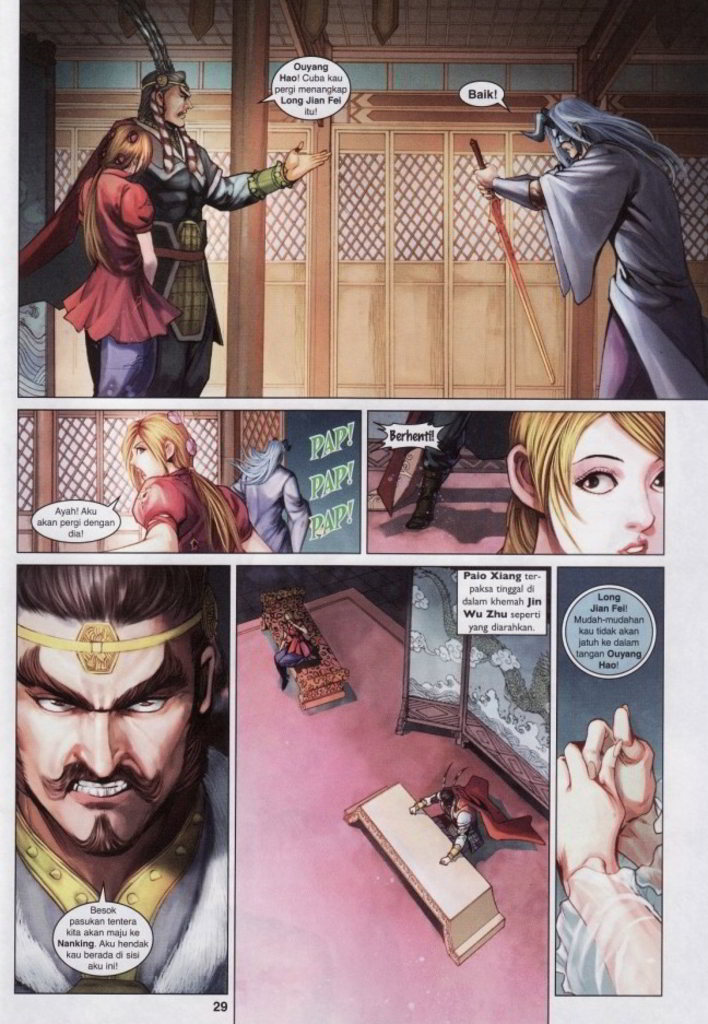 Ouyang
Hao! Cuba kau
pergi menangkap
Long Jian Fei
itu!
Baik!
Ayah! Aku
akan pergi dengan
dia!
PAP!
PAP!
PAP!
Berhenti!
Besok
pasukan tentera
kita akan maju ke
Nanking. Aku hendak
kau berada di sisi
aku ini!
Paio Xiang ter-
paksa tinggal di
dalam khemah Jin
Wu Zhu seperti
yang diarahkan.
Long
Jian Fei!
Mudah-mudahan
kau tidak akan
jatuh ke dalam
tangan Ouyang
Hao!
29